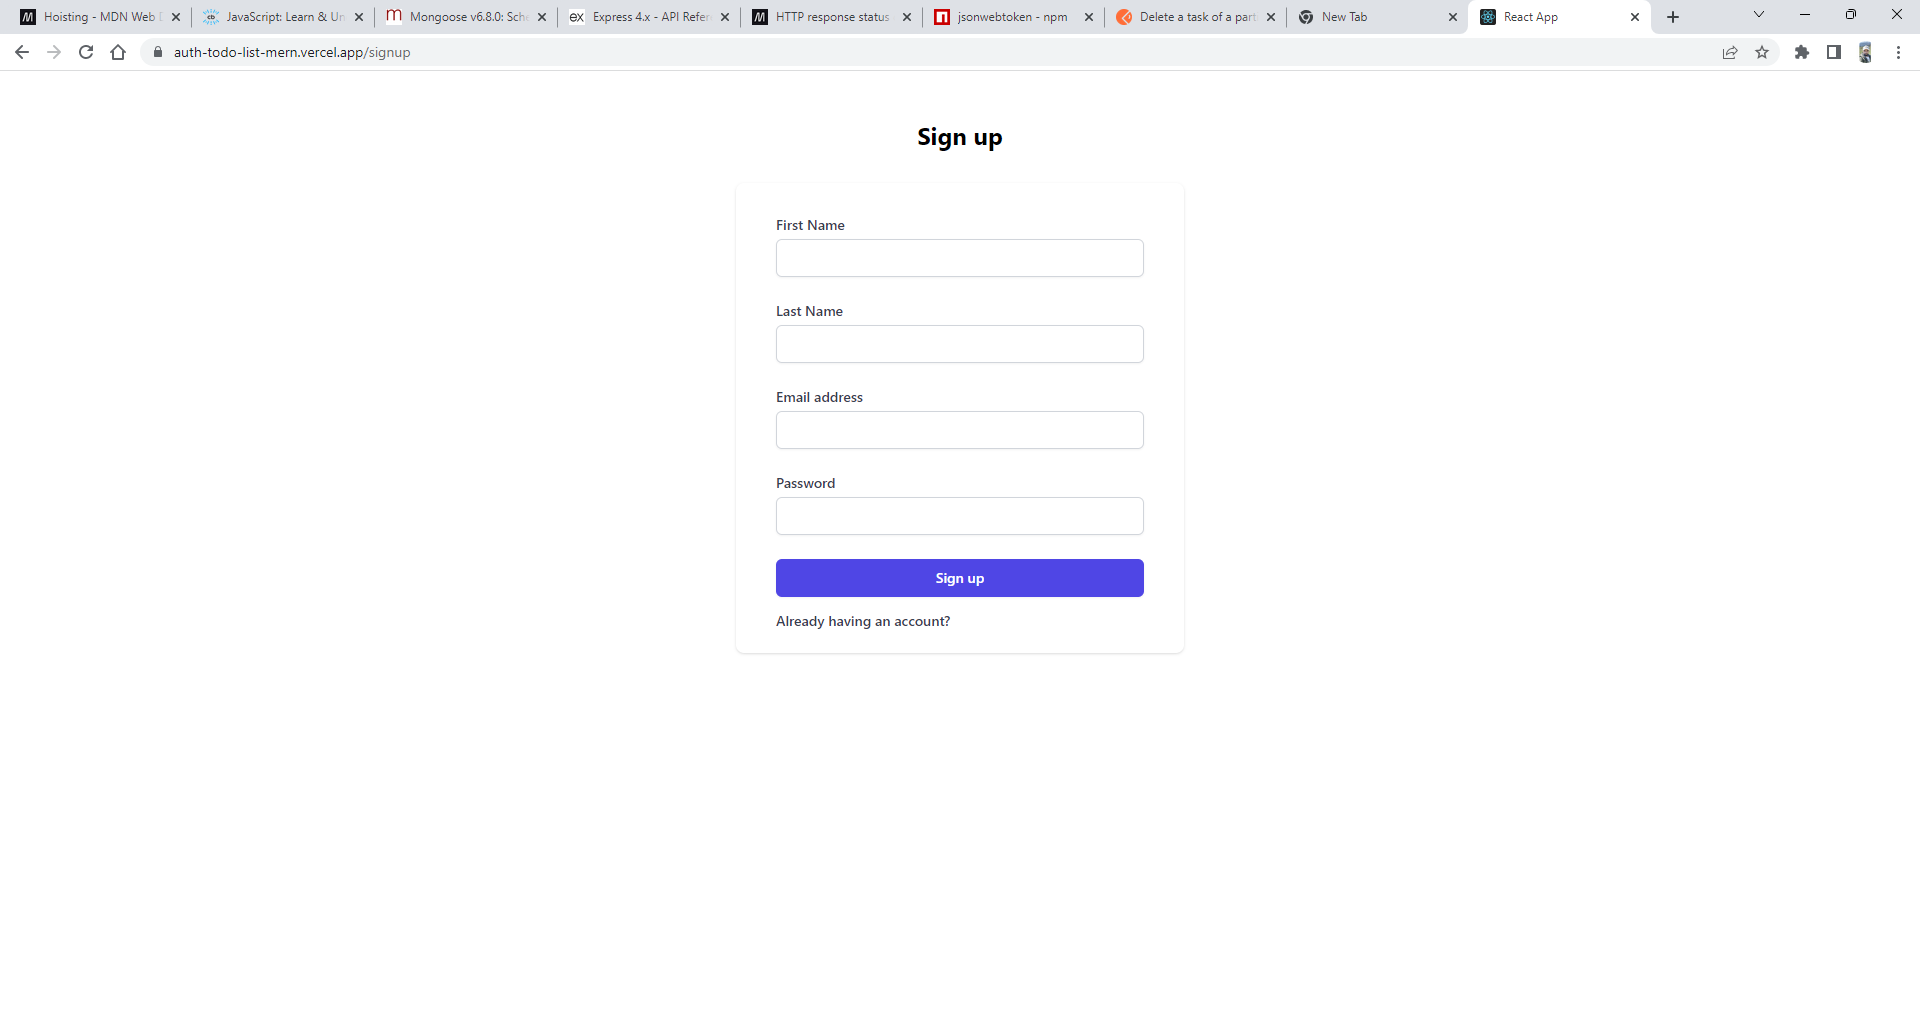 Hoisting - MDN Web
JavaScript: Learn & Un
Mongoose v6.8.0: Sche
Express 4.x - API Refer
HTTP response status
jsonwebtoken - npm
Delete a task of a part
New Tab
React App
auth-todo-list-mern.vercel.app/signup
Sign up
First Name
Last Name
Email address
Password
Sign up
Already having an account?